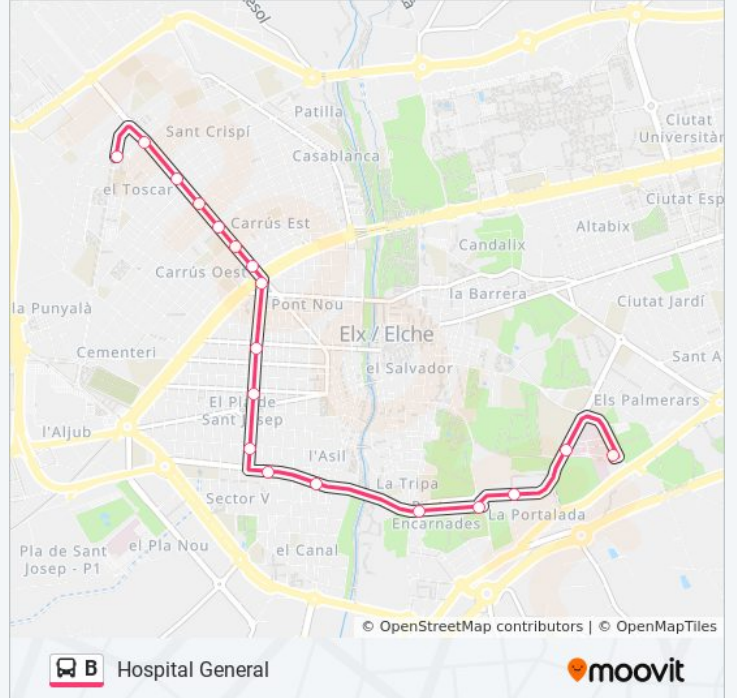 esol
à
Patilla
Sant Crispí
Casablanca
Ciutat
Universitàr
el Toscar
Ciutat Esp
Carrús Est
Altabix
Candalix
Carrús Oest
la Barrera
Ciutat Jardí
Pont Nou
la Punyalà
Elx / Elche
Cementeri
Sant A
el Salvador
Els Palmerars
El Pla de
Sant Josep
l'Aljub
l'Asil
La Tripa
Sector V
La Portalada
Encarnades
Pla de Sant
Josep - P1
el Pla Nou
el Canal
© OpenStreetMap contributors | © OpenMapTiles
B Hospital General
moovit